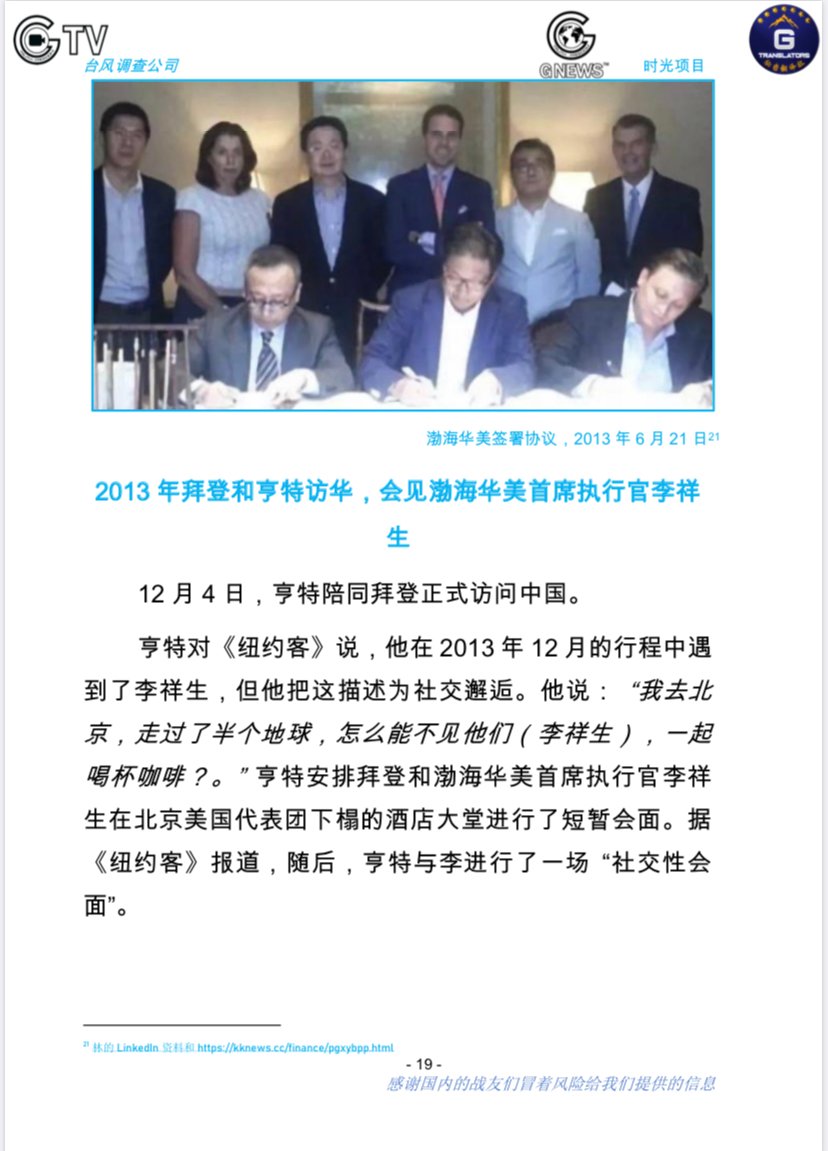 GTV
GNEWS™
G
TRANSLATORS
台风调查公司
时光项目
渤海华美签署协议，2013 年 6 月 21 日21
2013 年拜登和亨特访华，会见渤海华美首席执行官李祥
生
12 月 4 日，亨特陪同拜登正式访问中国。
亨特对《纽约客》说，他在 2013 年 12 月的行程中遇
到了李祥生，但他把这描述为社交邂逅。他说： “我去北
京，走过了半个地球，怎么能不见他们（李祥生），一起
喝杯咖啡？。”亨特安排拜登和渤海华美首席执行官李祥
生在北京美国代表团下榻的酒店大堂进行了短暂会面。据
《纽约客》报道，随后，亨特与李进行了一场 “社交性会
面”。
21 林的 LinkedIn 资料和 https://kknews.cc/finance/pgxybpp.html
- 19 -
感谢国内的战友们冒着风险给我们提供的信息